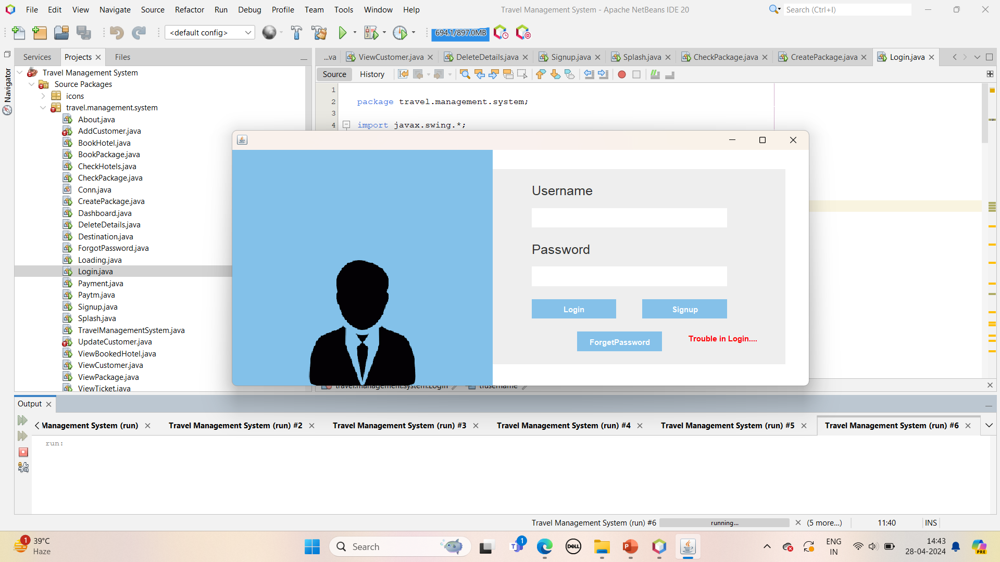 File Edit View Navigate Source Refactor Run Debug Profile Team Tools Window Help
Travel Management System - Apache NetBeans IDE 20
Search (Ctrl+I)
<default config>
694.1/897.0MB
Services Projects Files
...va ViewCustomer.java DeleteDetails.java Signup.java Splash.java CheckPackage.java CreatePackage.java Login.java
Source History
Navigator
Travel Management System
Source Packages
icons
travel.management.system
About.java
AddCustomer.java
BookHotel.java
BookPackage.java
CheckHotels.java
CheckPackage.java
Conn.java
CreatePackage.java
Dashboard.java
DeleteDetails.java
Destination.java
ForgotPassword.java
Loading.java
Login.java
Payment.java
Paytm.java
Signup.java
Splash.java
TravelManagementSystem.java
UpdateCustomer.java
ViewBookedHotel.java
ViewCustomer.java
ViewPackage.java
ViewTicket.java
1
2 package travel.management.system;
3
4 import javax.swing.*;
Username
Password
Login Signup
ForgetPassword Trouble in Login....
travel.management.system.Login tfusername
Output
Management System (run) Travel Management System (run) #2 Travel Management System (run) #3 Travel Management System (run) #4 Travel Management System (run) #5 Travel Management System (run) #6
run:
Travel Management System (run) #6 running... (5 more...) 11:40 INS
1 39°C
Haze
Search
1
DELL
P
ENG
IN
14:43
28-04-2024
PRE